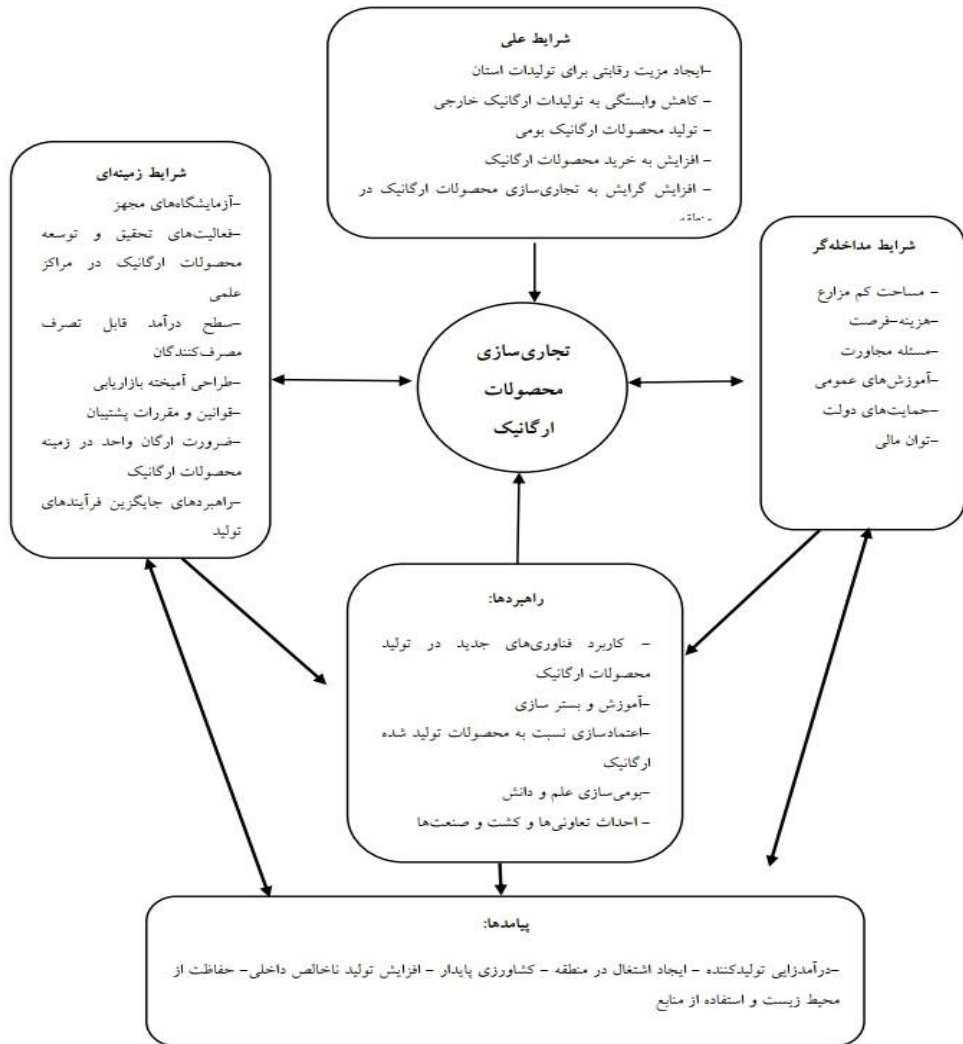 شرایط علی
-ایجاد مزیت رقابتی برای تولیدات استان
- کاهش وابستگی به تولیدات ارگانیک خارجی
- تولید محصولات ارگانیک بومی
- افزایش به خرید محصولات ارگانیک
- افزایش گرایش به تجاری‌سازی محصولات ارگانیک در
منطقه
شرایط مداخله‌گر
- مساحت کم مزارع
-هزینه-فرصت
-مسئله مجاورت
-آموزش‌های عمومی
-حمایت‌های دولت
-توان مالی
تجاری‌سازی
محصولات
ارگانیک
شرایط زمینه‌ای
-آزمایشگاه‌های مجهز
-فعالیت‌های تحقیق و توسعه
محصولات ارگانیک در مراکز
علمی
-سطح درآمد قابل تصرف
مصرف‌کنندگان
-طراحی آمیخته بازاریابی
-قوانین و مقررات پشتیبان
-ضرورت ارگان واحد در زمینه
محصولات ارگانیک
-راهبردهای جایگزین فرآیندهای
تولید
راهبردها:
- کاربرد فناوری‌های جدید در تولید
محصولات ارگانیک
-آموزش و بستر سازی
-اعتمادسازی نسبت به محصولات تولید شده
ارگانیک
-بومی‌سازی علم و دانش
- احداث تعاونی‌ها و کشت و صنعت‌ها
پیامدها:
-درآمدزایی تولیدکننده - ایجاد اشتغال در منطقه - کشاورزی پایدار - افزایش تولید ناخالص داخلی- حفاظت از
محیط زیست و استفاده از منابع